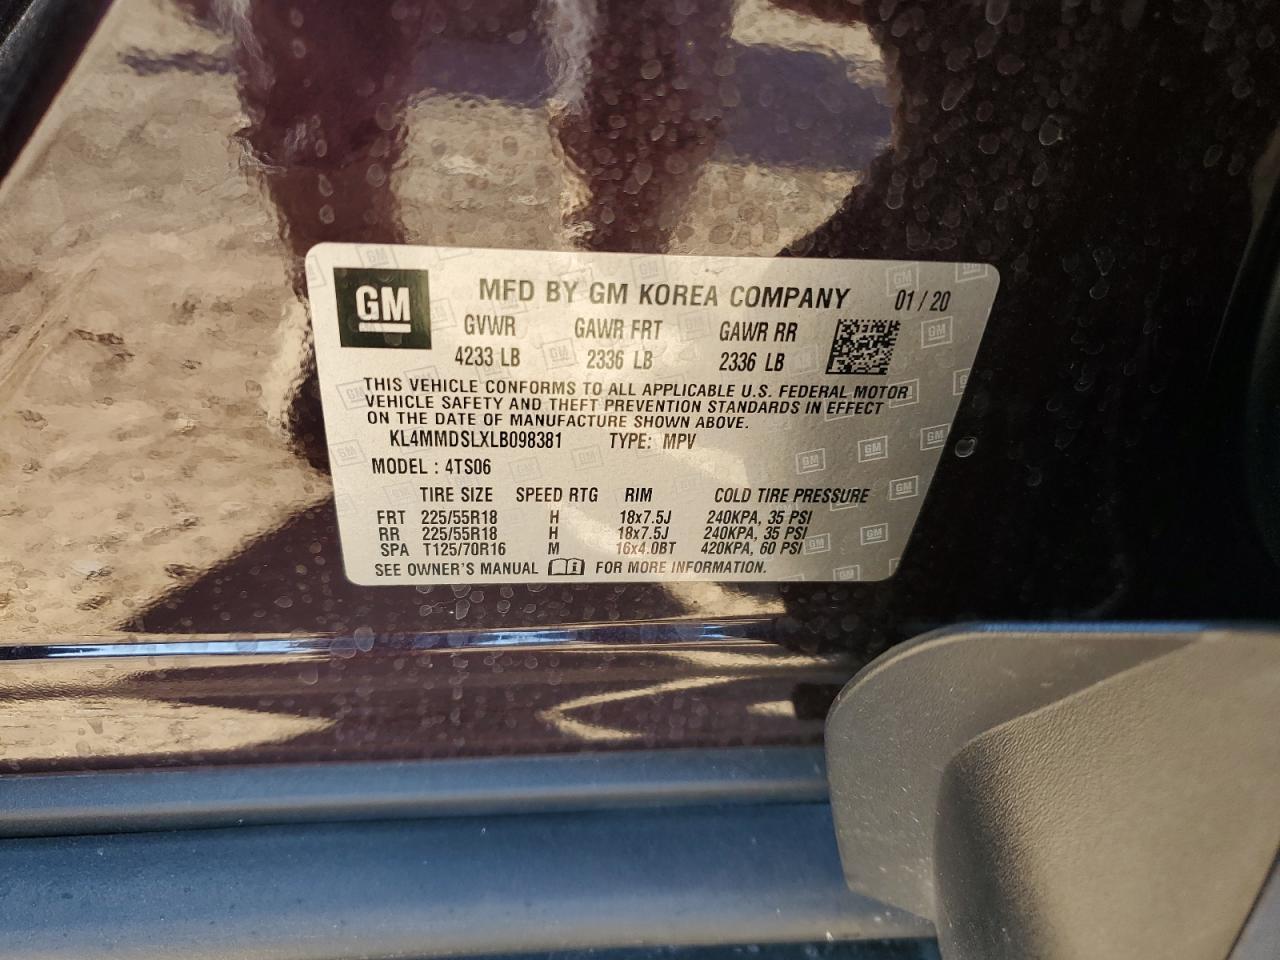 GM MFD BY GM KOREA COMPANY 01 / 20
GVWR GAWR FRT GAWR RR
4233 LB 2336 LB 2336 LB
THIS VEHICLE CONFORMS TO ALL APPLICABLE U.S. FEDERAL MOTOR
VEHICLE SAFETY AND THEFT PREVENTION STANDARDS IN EFFECT
ON THE DATE OF MANUFACTURE SHOWN ABOVE.
KL4MMDSLXLB098381 TYPE: MPV
MODEL : 4TS06
TIRE SIZE SPEED RTG RIM COLD TIRE PRESSURE
FRT 225/55R18 H 18x7.5J 240KPA, 35 PSI
RR 225/55R18 H 18x7.5J 240KPA, 35 PSI
SPA T125/70R16 M 16x4.0BT 420KPA, 60 PSI
SEE OWNER'S MANUAL FOR MORE INFORMATION.